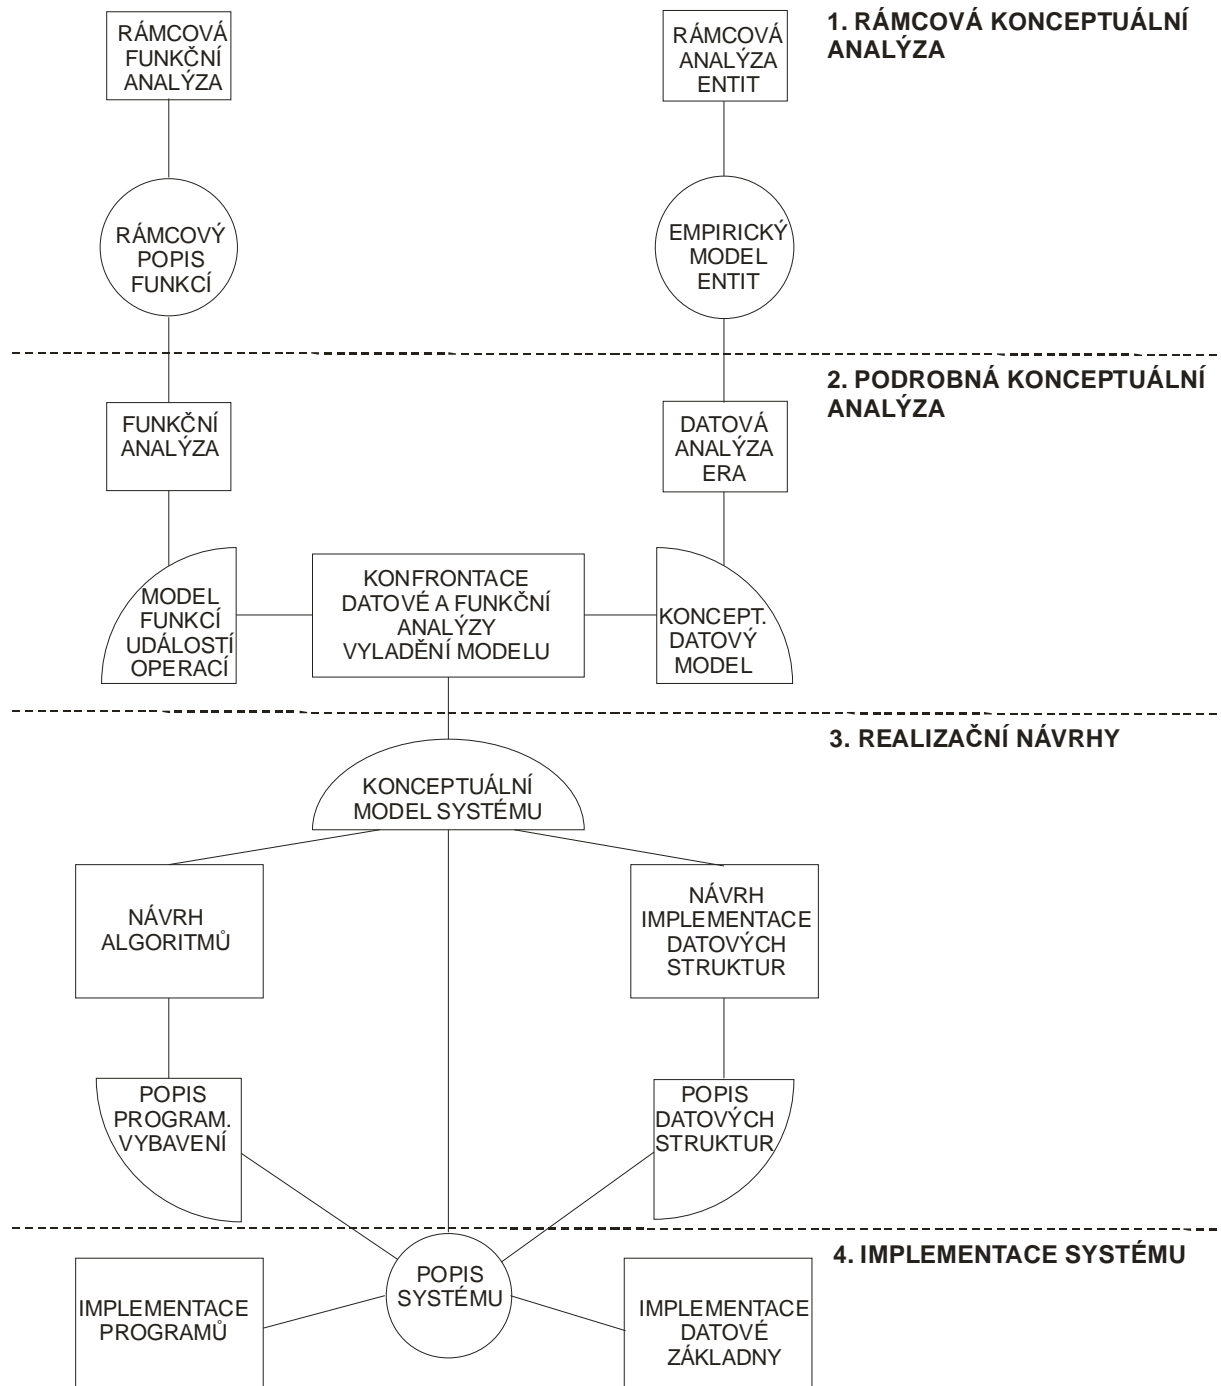 RÁMCOVÁ
FUNKČNÍ
ANALÝZA
RÁMCOVÁ
ANALÝZA
ENTIT
1. RÁMCOVÁ KONCEPTUÁLNÍ
ANALÝZA
RÁMCOVÝ
POPIS
FUNKCÍ
EMPIRICKÝ
MODEL
ENTIT
2. PODROBNÁ KONCEPTUÁLNÍ
ANALÝZA
FUNKČNÍ
ANALÝZA
DATOVÁ
ANALÝZA
ERA
MODEL
FUNKCÍ
UDÁLOSTÍ
OPERACÍ
KONFRONTACE
DATOVÉ A FUNKČNÍ
ANALÝZY
VYLADĚNÍ MODELU
KONCEPT.
DATOVÝ
MODEL
3. REALIZAČNÍ NÁVRHY
KONCEPTUÁLNÍ
MODEL SYSTÉMU
NÁVRH
ALGORITMŮ
NÁVRH
IMPLEMENTACE
DATOVÝCH
STRUKTUR
POPIS
PROGRAM.
VYBAVENÍ
POPIS
DATOVÝCH
STRUKTUR
4. IMPLEMENTACE SYSTÉMU
POPIS
SYSTÉMU
IMPLEMENTACE
PROGRAMŮ
IMPLEMENTACE
DATOVÉ
ZÁKLADNY